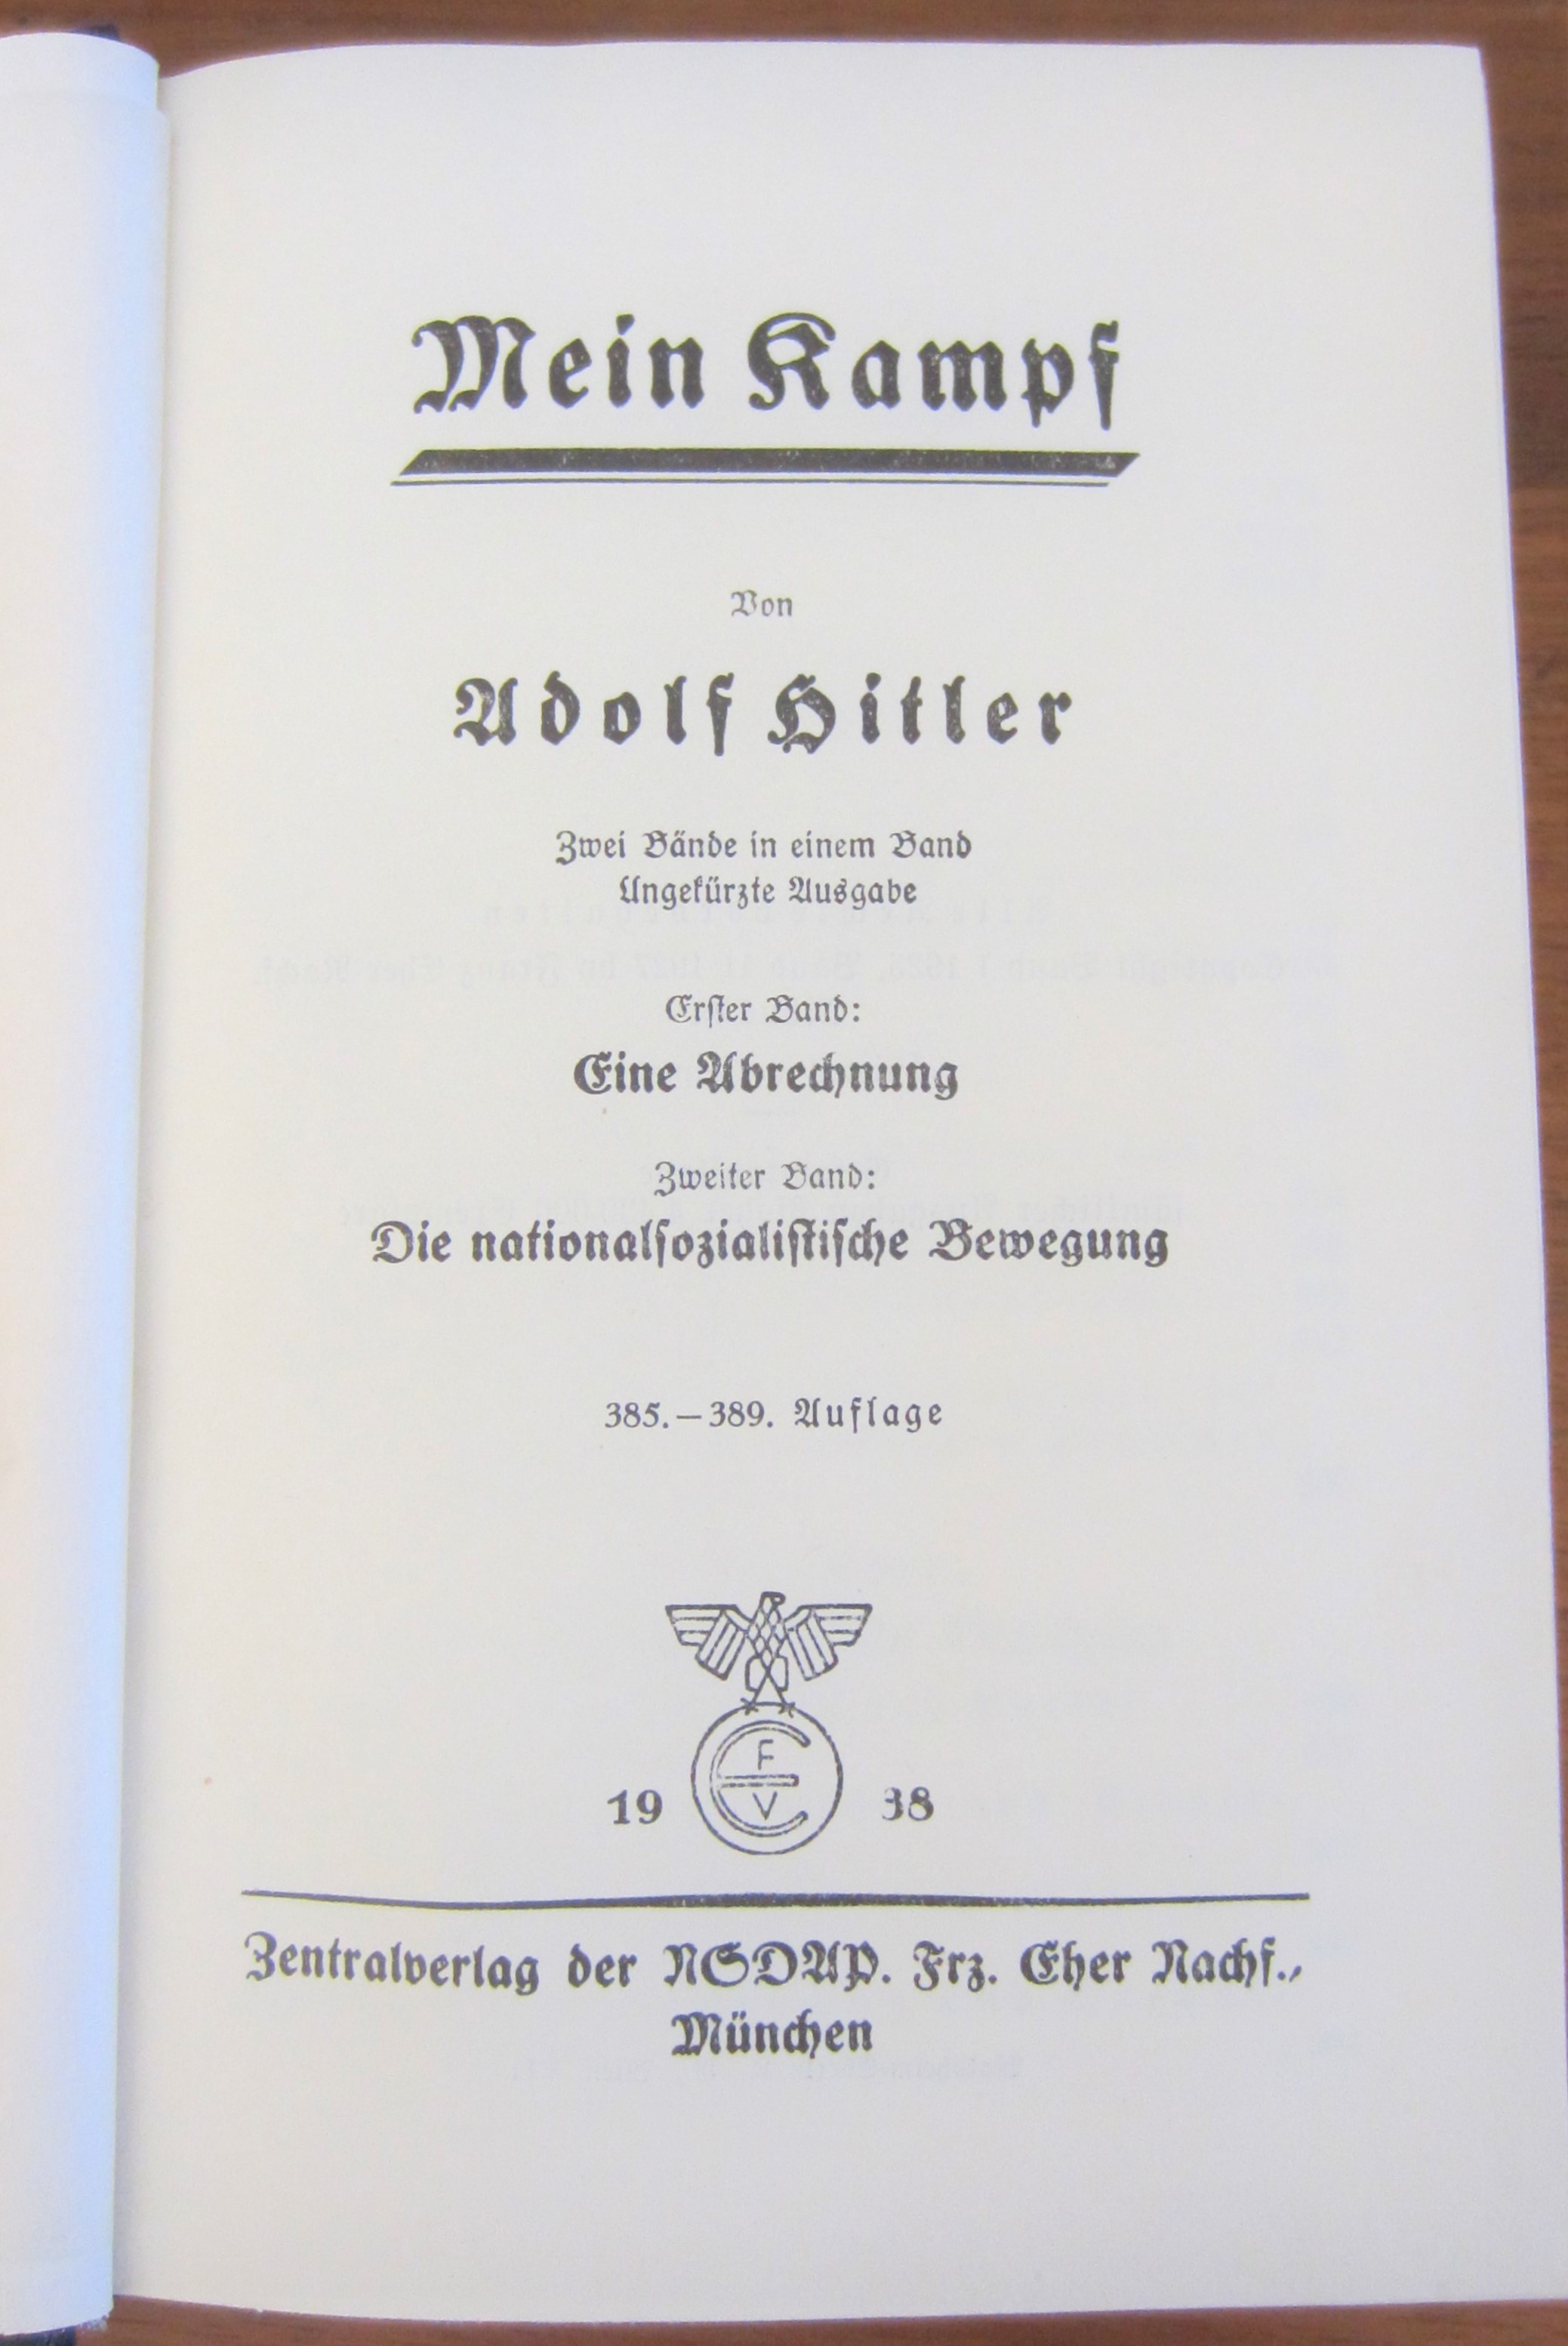 Mein Kampf
Von
Adolf Hitler
Zwei Bände in einem Band
Ungekürzte Ausgabe
Erster Band:
Eine Abrechnung
Zweiter Band:
Die nationalsozialistische Bewegung
385.–389. Auflage
F
E
V
19 38
Zentralverlag der NSDAP. Frz. Eher Nachf.,
München